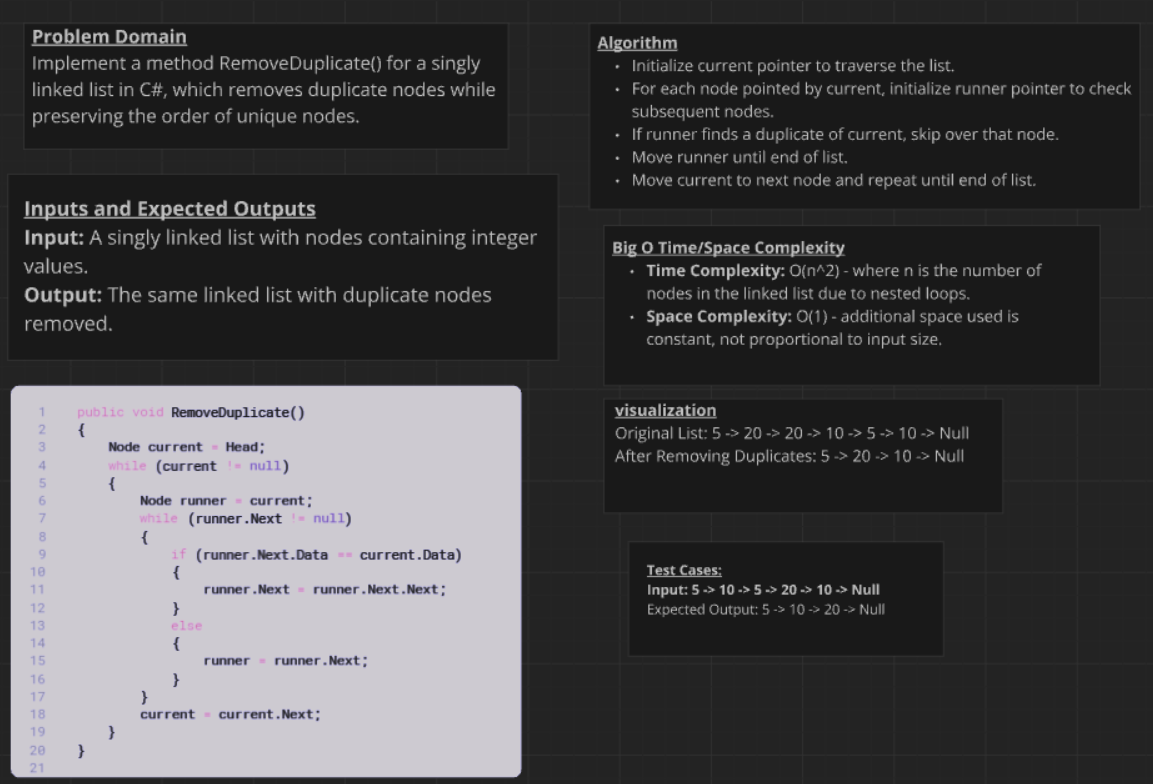 Problem Domain
Implement a method RemoveDuplicate() for a singly
linked list in C#, which removes duplicate nodes while
preserving the order of unique nodes.
Inputs and Expected Outputs
Input: A singly linked list with nodes containing integer
values.
Output: The same linked list with duplicate nodes
removed.
1 public void RemoveDuplicate()
2 {
3 Node current = Head;
4 while (current != null)
5 {
6 Node runner = current;
7 while (runner.Next != null)
8 {
9 if (runner.Next.Data == current.Data)
10 {
11 runner.Next = runner.Next.Next;
12 }
13 else
14 {
15 runner = runner.Next;
16 }
17 }
18 current = current.Next;
19 }
20 }
21
Algorithm
• Initialize current pointer to traverse the list.
• For each node pointed by current, initialize runner pointer to check
subsequent nodes.
• If runner finds a duplicate of current, skip over that node.
• Move runner until end of list.
• Move current to next node and repeat until end of list.
Big O Time/Space Complexity
• Time Complexity: O(n^2) - where n is the number of
nodes in the linked list due to nested loops.
• Space Complexity: O(1) - additional space used is
constant, not proportional to input size.
visualization
Original List: 5 -> 20 -> 20 -> 10 -> 5 -> 10 -> Null
After Removing Duplicates: 5 -> 20 -> 10 -> Null
Test Cases:
Input: 5 -> 10 -> 5 -> 20 -> 10 -> Null
Expected Output: 5 -> 10 -> 20 -> Null